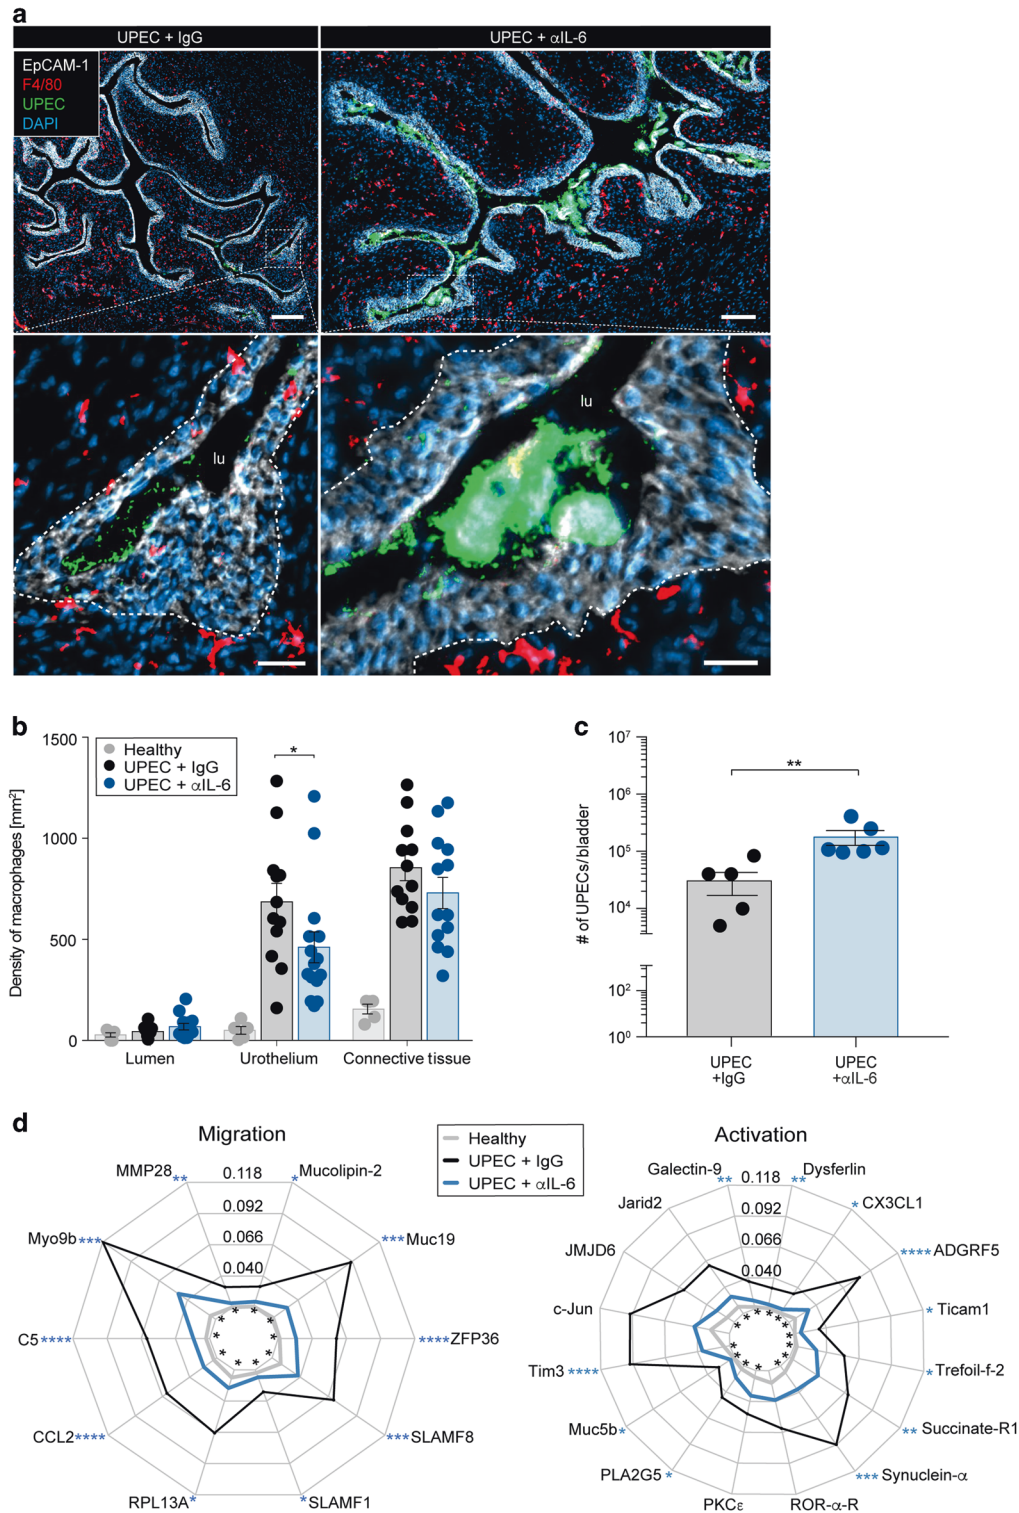 a
UPEC + IgG
UPEC + αIL-6
EpCAM-1
F4/80
UPEC
DAPI
lu
lu
b
Density of macrophages [mm²]
1500
1000
500
0
Healthy
UPEC + IgG
UPEC + αIL-6
*
Lumen
Urothelium
Connective tissue
c
# of UPECs/bladder
10⁷
10⁶
10⁵
10⁴
10²
10⁰
**
UPEC
+IgG
UPEC
+αIL-6
d
Migration
Healthy
UPEC + IgG
UPEC + αIL-6
Activation
MMP28 **
0.118
0.092
0.066
0.040
* Mucolipin-2
*** Muc19
**** ZFP36
*** SLAMF8
* SLAMF1
RPL13A *
CCL2 ****
C5 ****
Myo9b ***
Galectin-9 **
0.118
0.092
0.066
0.040
** Dysferlin
* CX3CL1
**** ADGRF5
* Ticam1
* Trefoil-f-2
** Succinate-R1
*** Synuclein-α
ROR-α-R
PKCε
PLA2G5 *
Muc5b *
Tim3 ****
c-Jun
JMJD6
Jarid2